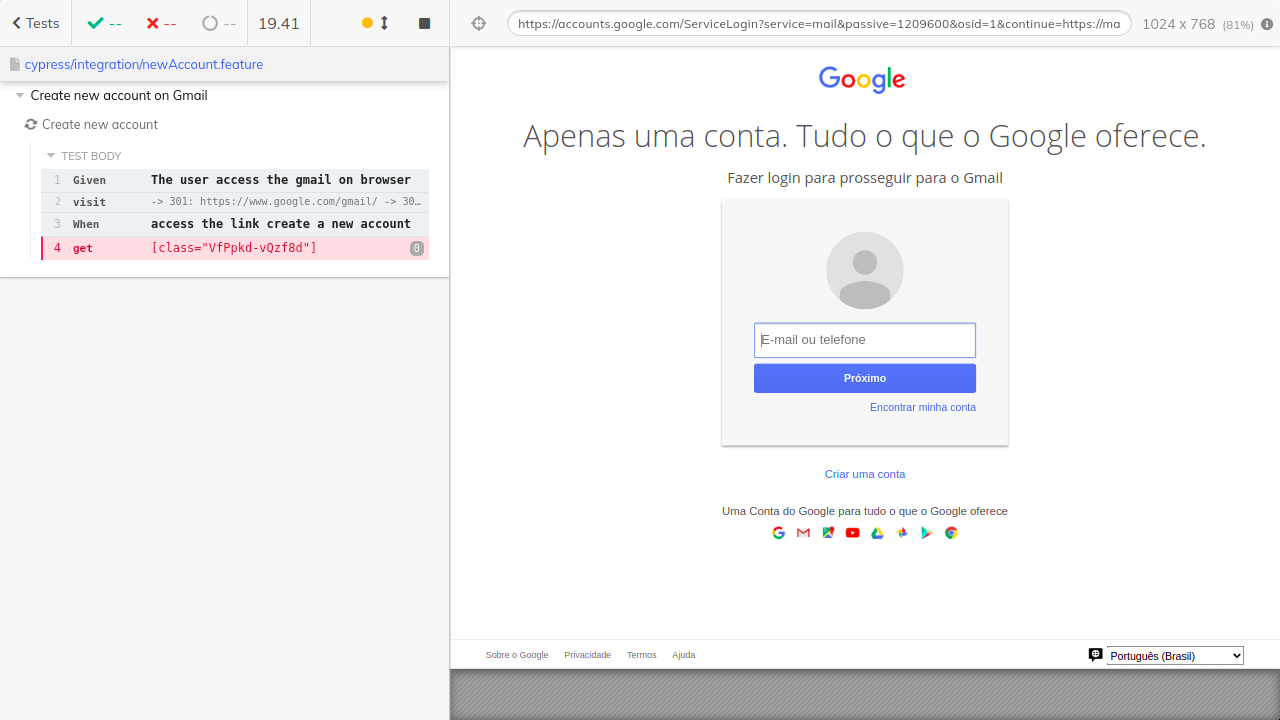 Tests
--
--
--
19.41
https://accounts.google.com/ServiceLogin?service=mail&passive=1209600&osid=1&continue=https://ma
1024 x 768 (81%)
cypress/integration/newAccount.feature
Create new account on Gmail
Create new account
TEST BODY
1 Given The user access the gmail on browser
2 visit -> 301: https://www.google.com/gmail/ -> 30…
3 When access the link create a new account
4 get [class="VfPpkd-vQzf8d"] 0
Google
Apenas uma conta. Tudo o que o Google oferece.
Fazer login para prosseguir para o Gmail
E-mail ou telefone
Próximo
Encontrar minha conta
Criar uma conta
Uma Conta do Google para tudo o que o Google oferece
Sobre o Google Privacidade Termos Ajuda
Português (Brasil)